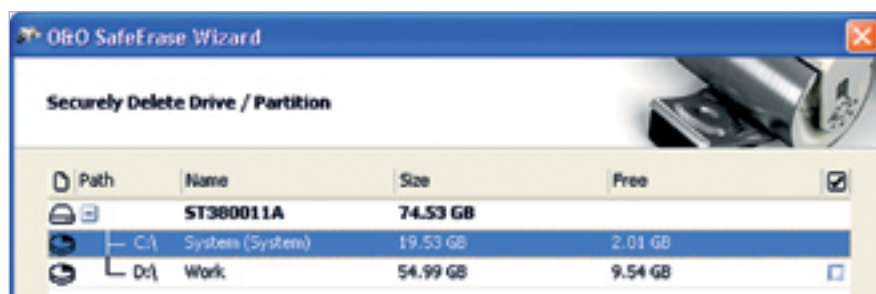 O&O SafeErase Wizard
Securely Delete Drive / Partition
Path Name Size Free
ST380011A 74.53 GB
C:\ System (System) 19.53 GB 2.01 GB
D:\ Work 54.99 GB 9.54 GB